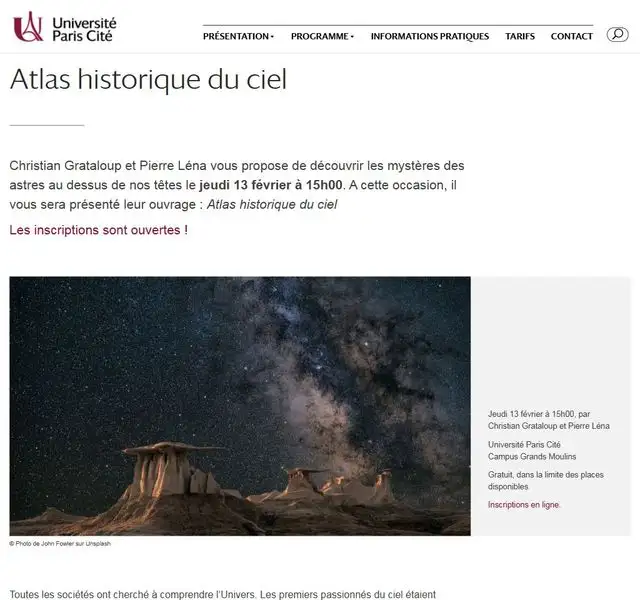 Université
Paris Cité
PRÉSENTATION
PROGRAMME
INFORMATIONS PRATIQUES
TARIFS
CONTACT
Atlas historique du ciel
Christian Grataloup et Pierre Léna vous propose de découvrir les mystères des
astres au dessus de nos têtes le jeudi 13 février à 15h00. A cette occasion, il
vous sera présenté leur ouvrage : Atlas historique du ciel
Les inscriptions sont ouvertes !
Jeudi 13 février à 15h00, par
Christian Grataloup et Pierre Léna
Université Paris Cité
Campus Grands Moulins
Gratuit, dans la limite des places
disponibles.
Inscriptions en ligne.
© Photo de John Fowler sur Unsplash
Toutes les sociétés ont cherché à comprendre l'Univers. Les premiers passionnés du ciel étaient